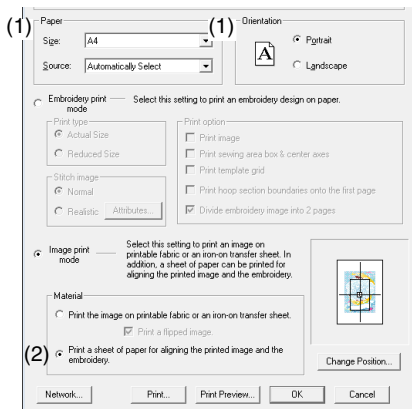 (1) Paper (1) Orientation
Size: A4 Portrait
Source: Automatically Select Landscape
A
Embroidery print mode Select this setting to print an embroidery design on paper.
Print type Print option
Actual Size Print image
Reduced Size Print sewing area box & center axes
Print template grid
Stitch image
Normal Print hoop section boundaries onto the first page
Realistic Attributes... Divide embroidery image into 2 pages
Image print mode
Select this setting to print an image on
printable fabric or an iron-on transfer sheet. In
addition, a sheet of paper can be printed for
aligning the printed image and the embroidery.
Material
Print the image on printable fabric or an iron-on transfer sheet.
Print a flipped image.
(2) Print a sheet of paper for aligning the printed image and the
embroidery.
Change Position...
Network... Print... Print Preview... OK Cancel